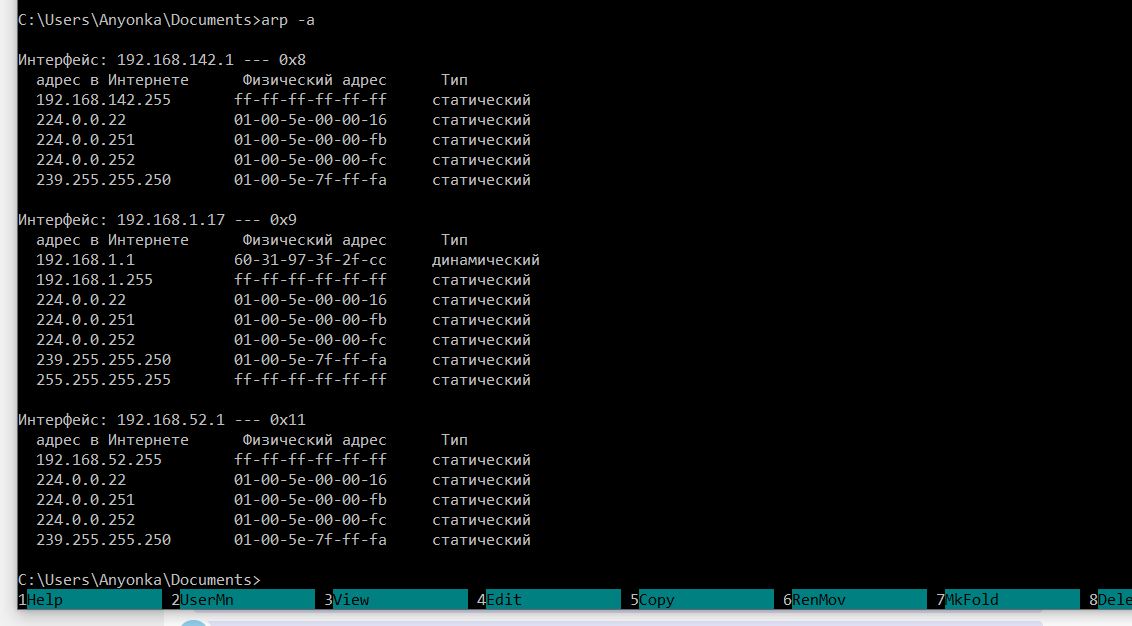 C:\Users\Anyonka\Documents>arp -a
Интерфейс: 192.168.142.1 --- 0x8
адрес в Интернете Физический адрес Тип
192.168.142.255 ff-ff-ff-ff-ff-ff статический
224.0.0.22 01-00-5e-00-00-16 статический
224.0.0.251 01-00-5e-00-00-fb статический
224.0.0.252 01-00-5e-00-00-fc статический
239.255.255.250 01-00-5e-7f-ff-fa статический
Интерфейс: 192.168.1.17 --- 0x9
адрес в Интернете Физический адрес Тип
192.168.1.1 60-31-97-3f-2f-cc динамический
192.168.1.255 ff-ff-ff-ff-ff-ff статический
224.0.0.22 01-00-5e-00-00-16 статический
224.0.0.251 01-00-5e-00-00-fb статический
224.0.0.252 01-00-5e-00-00-fc статический
239.255.255.250 01-00-5e-7f-ff-fa статический
255.255.255.255 ff-ff-ff-ff-ff-ff статический
Интерфейс: 192.168.52.1 --- 0x11
адрес в Интернете Физический адрес Тип
192.168.52.255 ff-ff-ff-ff-ff-ff статический
224.0.0.22 01-00-5e-00-00-16 статический
224.0.0.251 01-00-5e-00-00-fb статический
224.0.0.252 01-00-5e-00-00-fc статический
239.255.255.250 01-00-5e-7f-ff-fa статический
C:\Users\Anyonka\Documents>
1Help 2UserMn 3View 4Edit 5Copy 6RenMov 7MkFold 8Dele